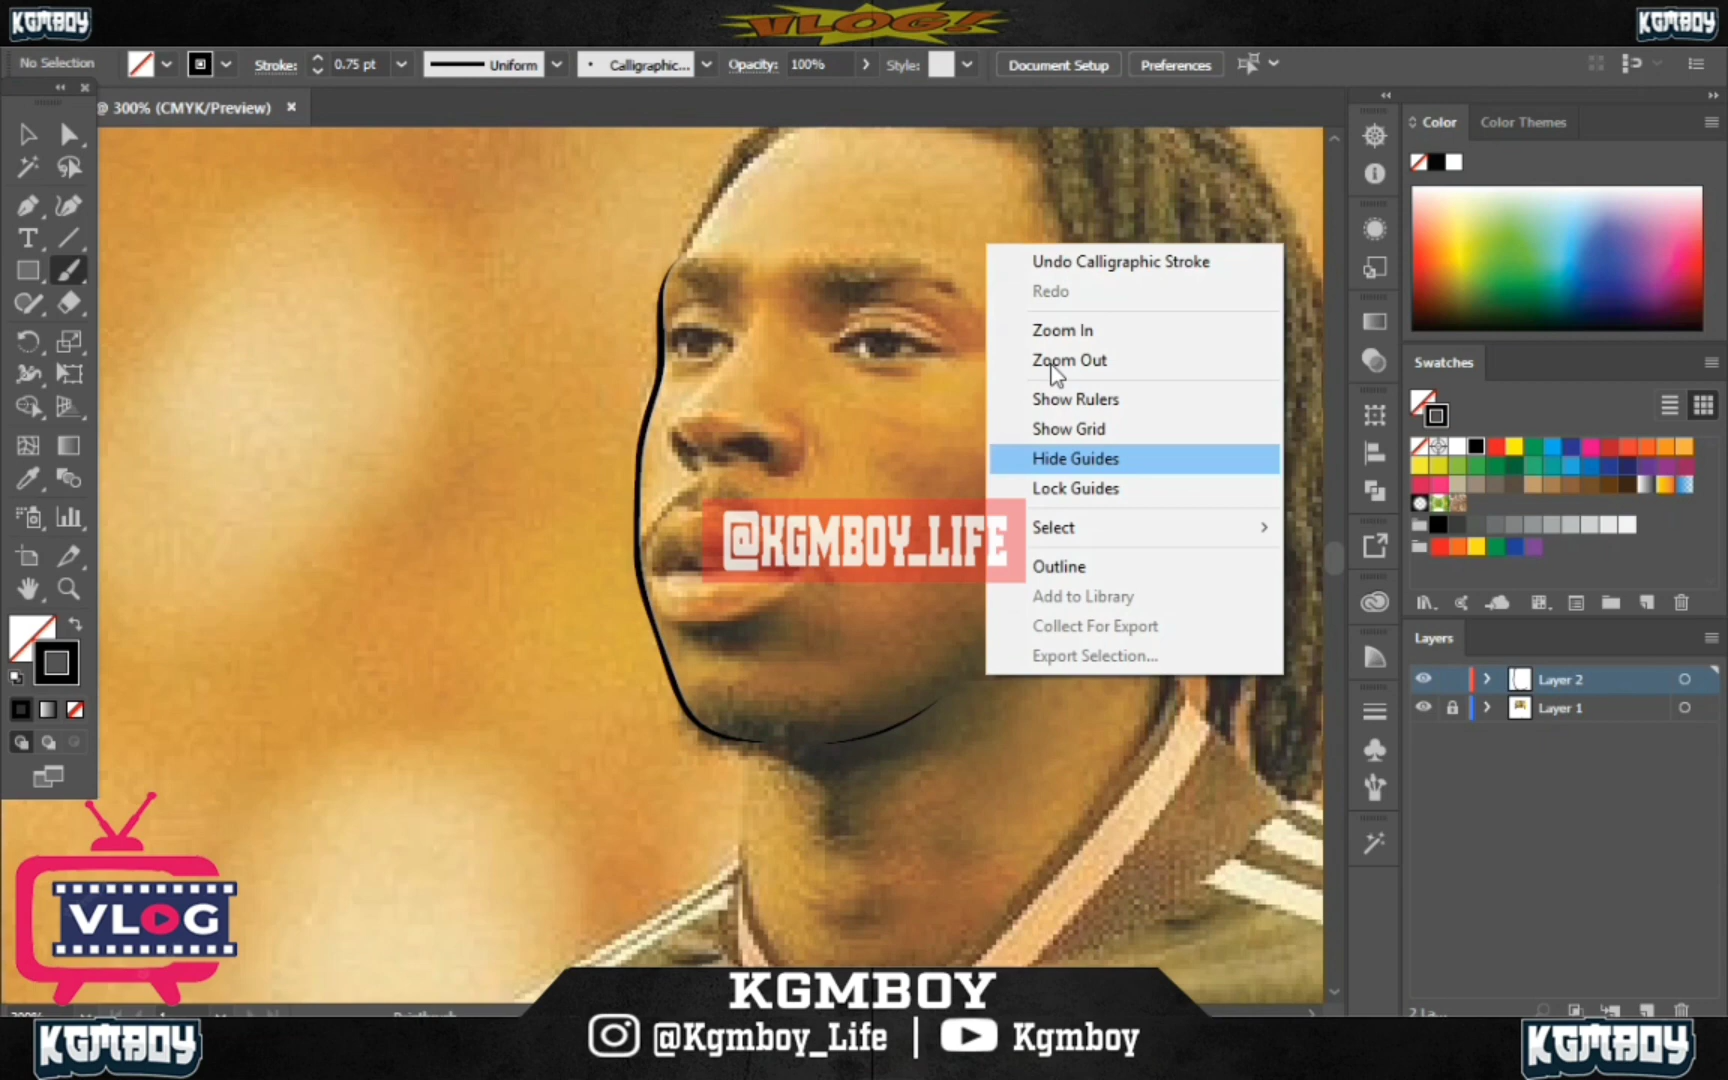 KGMBOY
VLOG!
KGMBOY
No Selection
Stroke:
0.75 pt
Uniform
Calligraphic...
Opacity:
100%
Style:
Document Setup
Preferences
@ 300% (CMYK/Preview)
Color
Color Themes
Undo Calligraphic Stroke
Redo
Zoom In
Zoom Out
Show Rulers
Show Grid
Hide Guides
Lock Guides
Select
Outline
Add to Library
Collect For Export
Export Selection...
@KGMBOY_LIFE
Swatches
Layers
Layer 2
Layer 1
VLOG
KGMBOY
@Kgmboy_Life | Kgmboy
KGMBOY
KGMBOY